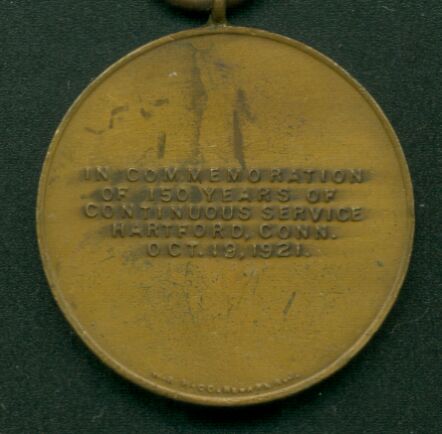 IN COMMEMORATION
OF 150 YEARS OF
CONTINUOUS SERVICE
HARTFORD, CONN.
OCT. 19, 1921.